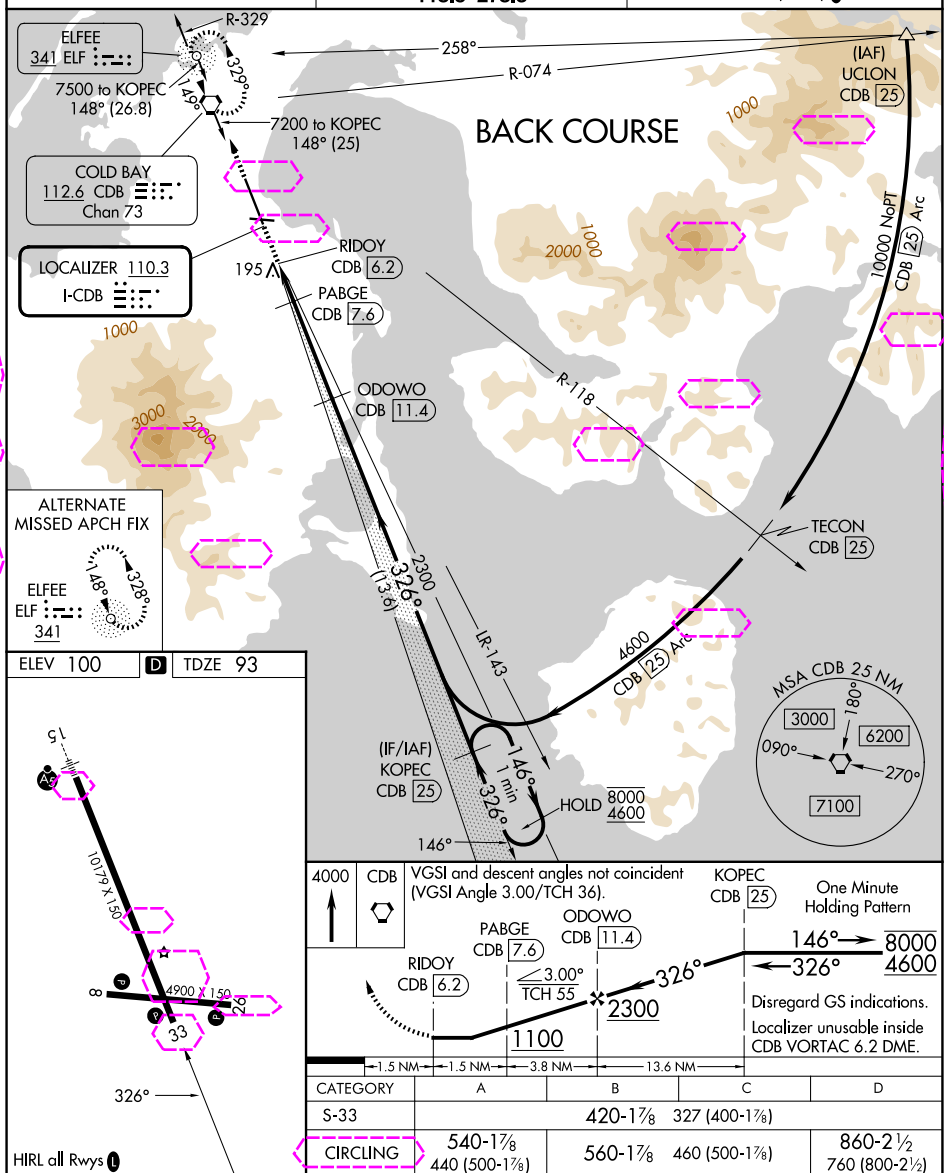 R-329
ELFEE
341 ELF
329°
149°
7500 to KOPEC
148° (26.8)
258°
R-074
(IAF)
UCLON
CDB 25
7200 to KOPEC
148° (25)
BACK COURSE
1000
COLD BAY
112.6 CDB
Chan 73
10000 NoPT
CDB 25 Arc
LOCALIZER 110.3
I-CDB
195
RIDOY
CDB 6.2
2000
1000
PABGE
CDB 7.6
1000
ODOWO
CDB 11.4
R-118
3000
2000
ALTERNATE
MISSED APCH FIX
ELFEE
ELF
341
148°
328°
TECON
CDB 25
326°
(13.6)
2300
LR-143
4600
CDB 25 Arc
ELEV 100
D
TDZE 93
(IF/IAF)
KOPEC
CDB 25
146°
1 min
326°
HOLD
8000
4600
146°
MSA CDB 25 NM
180°
3000
6200
090°
270°
7100
15
A5
10179 X 150
P
8
4900 X 150
26
P
P
33
326°
HIRL all Rwys L
4000
CDB
VGSI and descent angles not coincident
(VGSI Angle 3.00/TCH 36).
KOPEC
CDB 25
One Minute
Holding Pattern
ODOWO
CDB 11.4
PABGE
CDB 7.6
RIDOY
CDB 6.2
3.00°
TCH 55
326°
146°
8000
326°
4600
2300
1100
Disregard GS indications.
Localizer unusable inside
CDB VORTAC 6.2 DME.
1.5 NM
1.5 NM
3.8 NM
13.6 NM
CATEGORY A B C D
S-33 420-1⅞ 327 (400-1⅞)
CIRCLING
540-1⅞
440 (500-1⅞)
560-1⅞ 460 (500-1⅞)
860-2½
760 (800-2½)